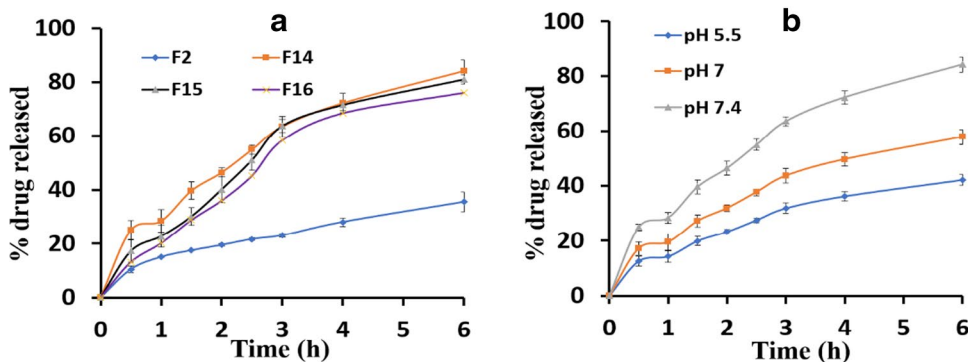 a
% drug released
100
80
60
40
20
0
F2
F14
F15
F16
0 1 2 3 4 5 6
Time (h)
b
% drug released
100
80
60
40
20
0
pH 5.5
pH 7
pH 7.4
0 1 2 3 4 5 6
Time (h)